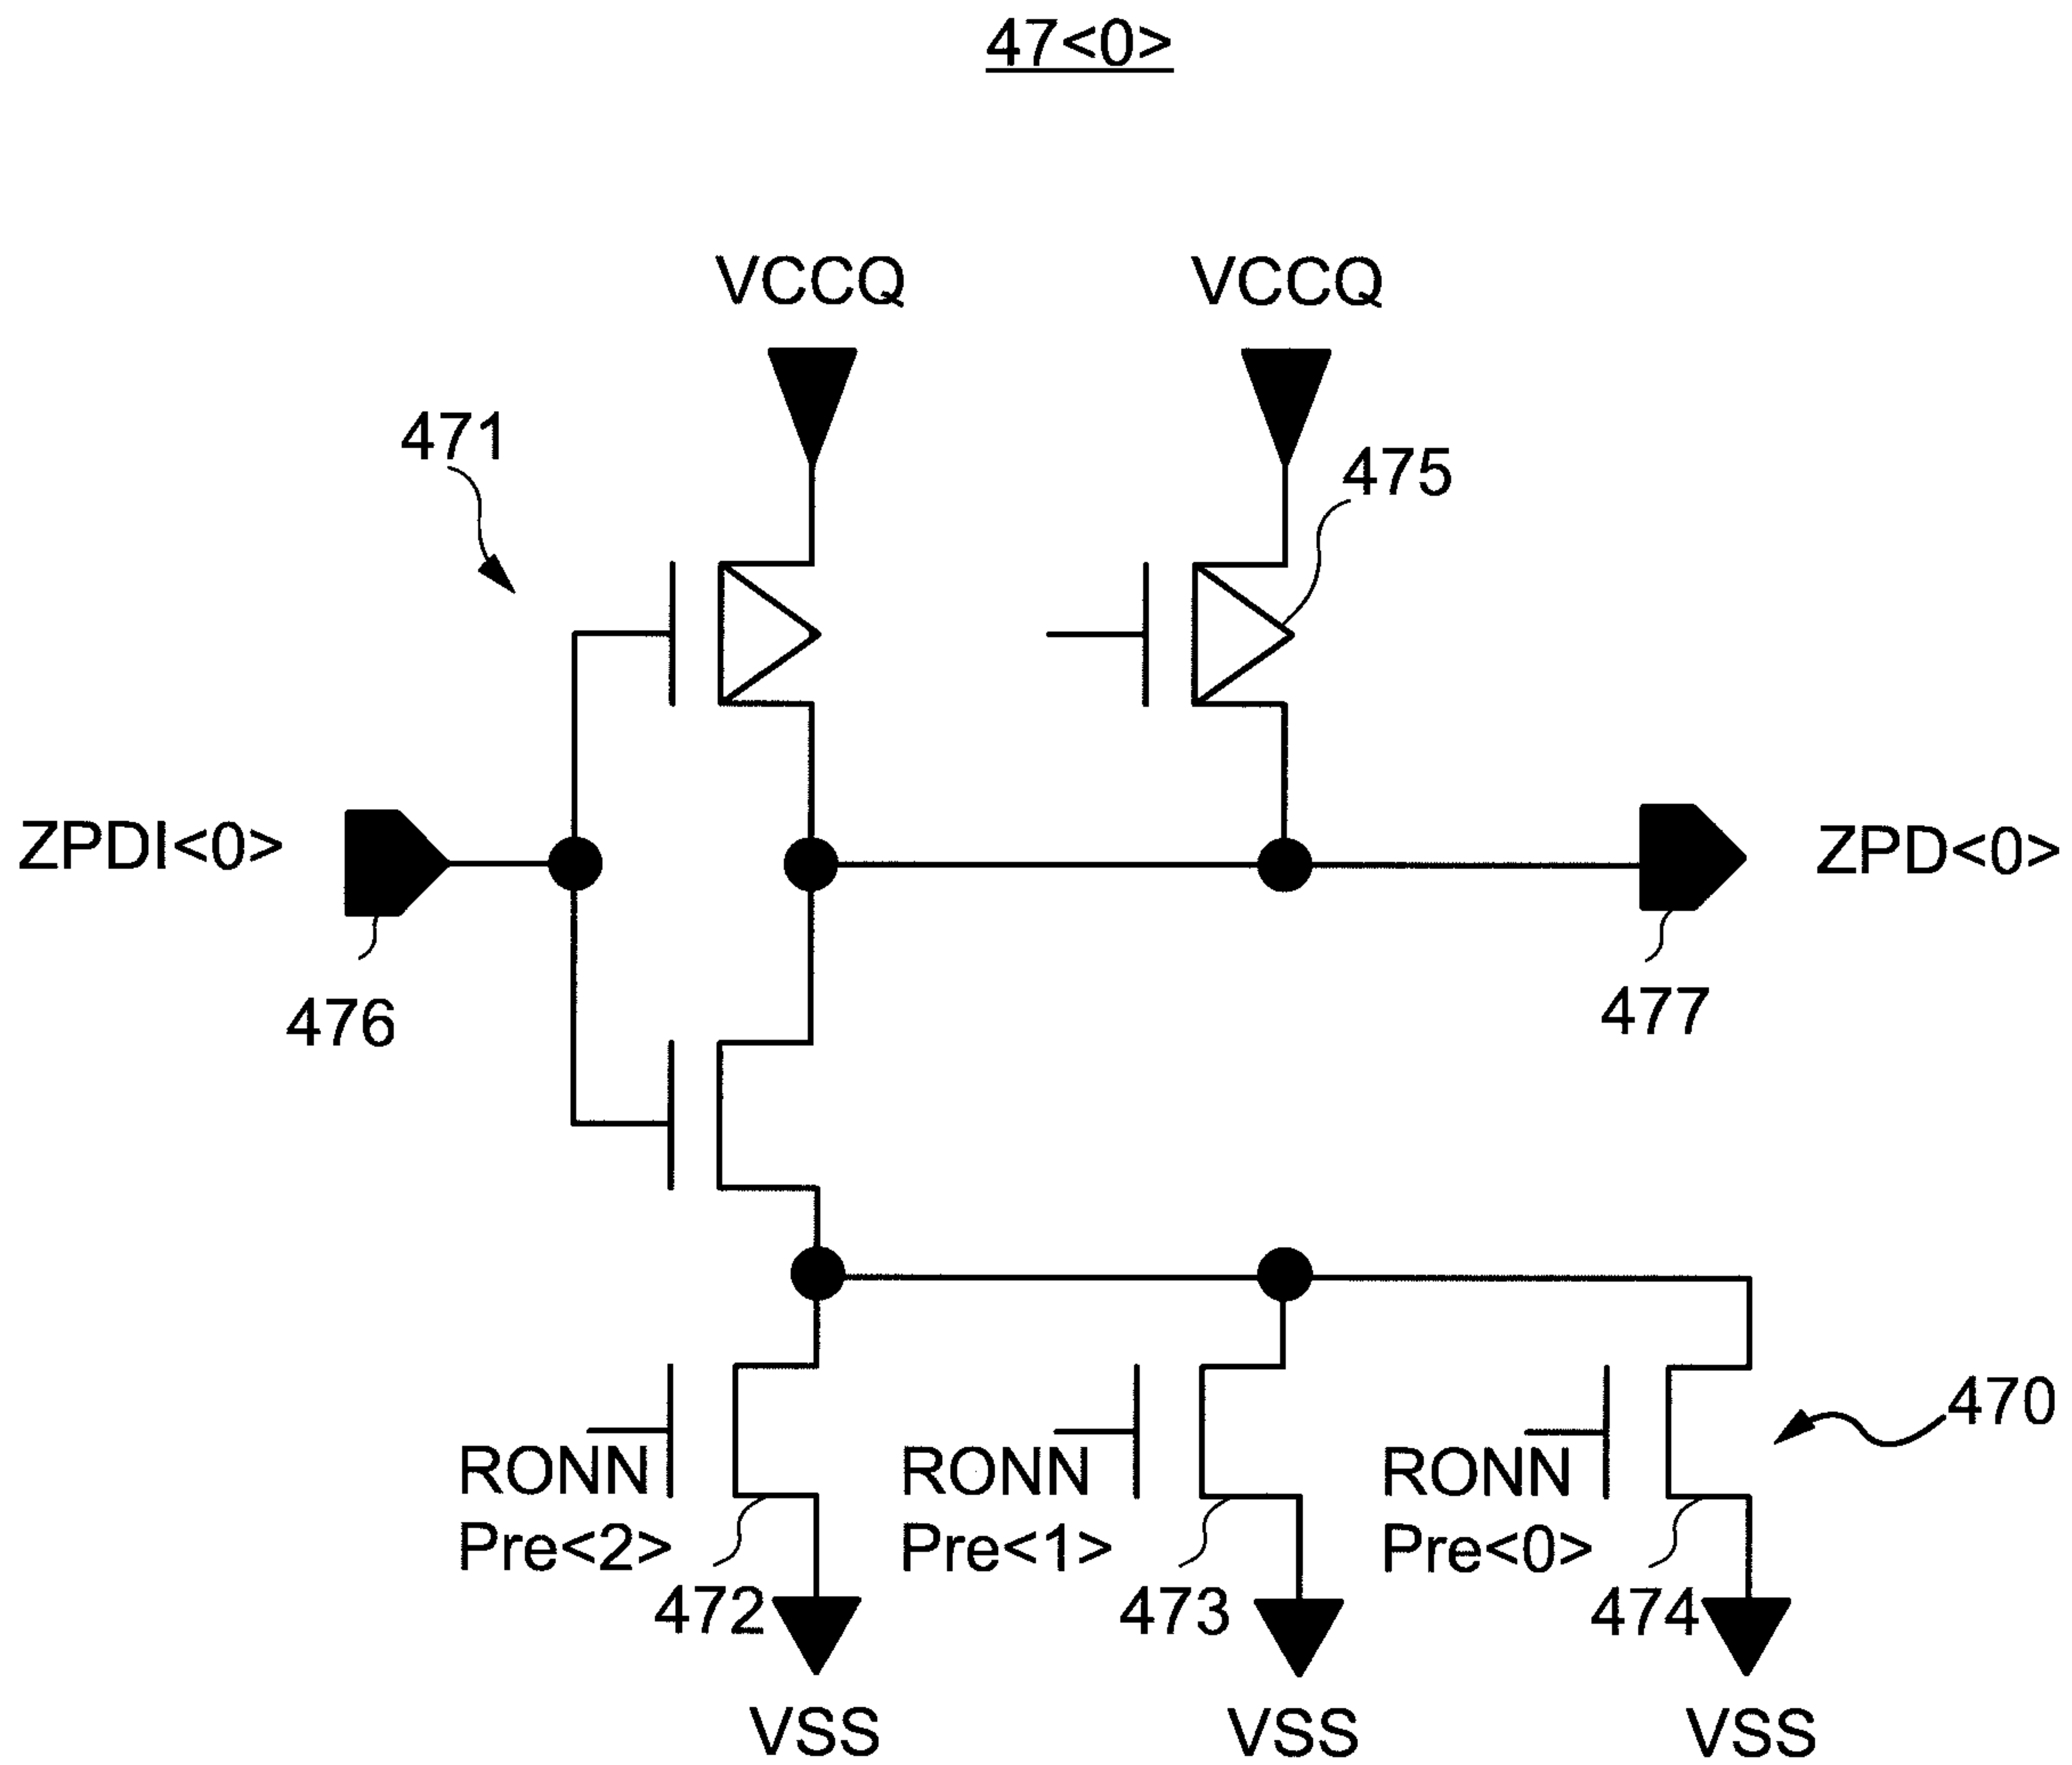 47<0>
VCCQ
VCCQ
471
475
ZPDI<0>
ZPD<0>
476
477
470
RONN
Pre<2>
RONN
Pre<1>
RONN
Pre<0>
472
473
474
VSS
VSS
VSS